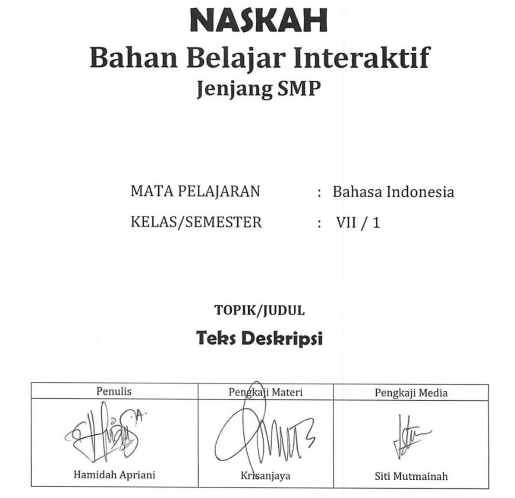 NASKAH
Bahan Belajar Interaktif
Jenjang SMP
MATA PELAJARAN : Bahasa Indonesia
KELAS/SEMESTER : VII / 1
TOPIK/JUDUL
Teks Deskripsi
Penulis Pengkaji Materi Pengkaji Media
Hamidah Apriani Krisanjaya Siti Mutmainah